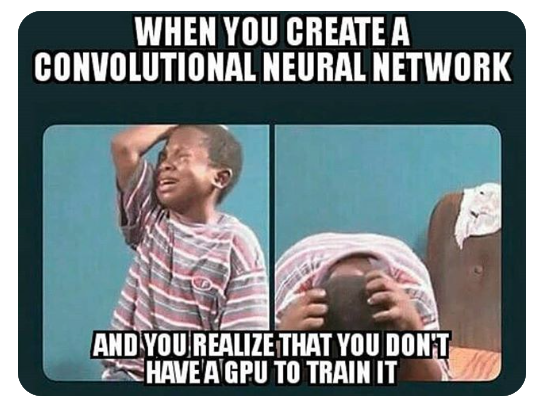 WHEN YOU CREATE A
CONVOLUTIONAL NEURAL NETWORK
AND YOU REALIZE THAT YOU DON'T
HAVE A GPU TO TRAIN IT